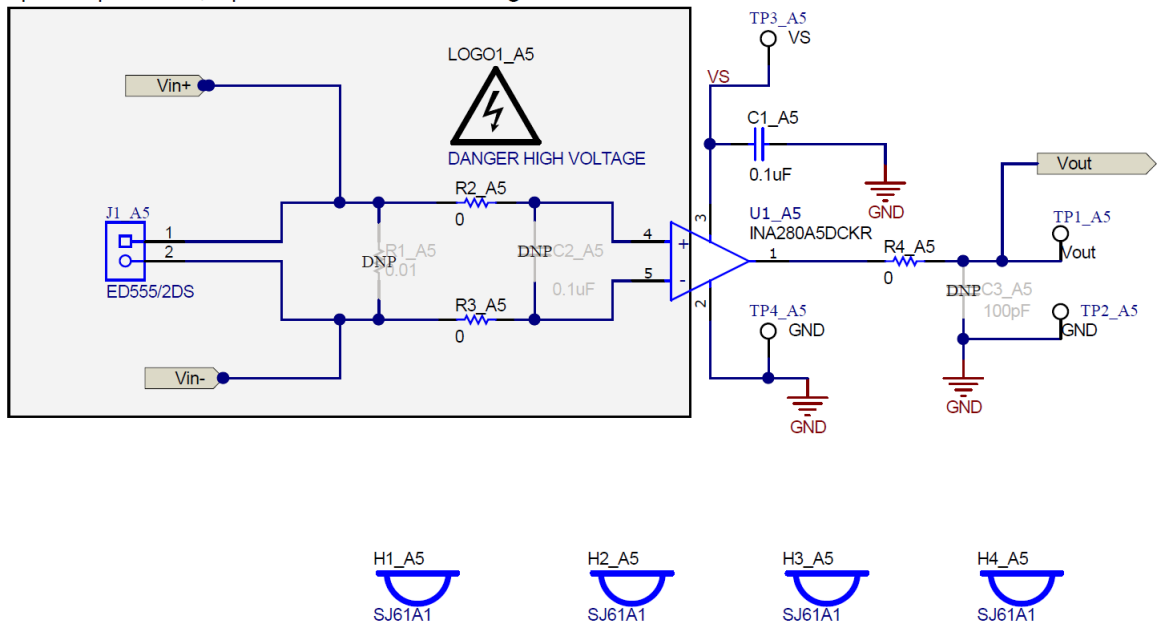 TP3_A5
VS
LOGO1_A5
VS
Vin+
C1_A5
DANGER HIGH VOLTAGE
0.1uF
Vout
R2_A5
0
GND
J1_A5
1
2
ED555/2DS
R1_A5
DNP
0.01
DNP
C2_A5
0.1uF
4
+
5
-
3
2
U1_A5
INA280A5DCKR
1
R4_A5
0
TP1_A5
Vout
DNP
C3_A5
100pF
TP2_A5
GND
R3_A5
0
TP4_A5
GND
Vin-
GND
GND
H1_A5
H2_A5
H3_A5
H4_A5
SJ61A1
SJ61A1
SJ61A1
SJ61A1